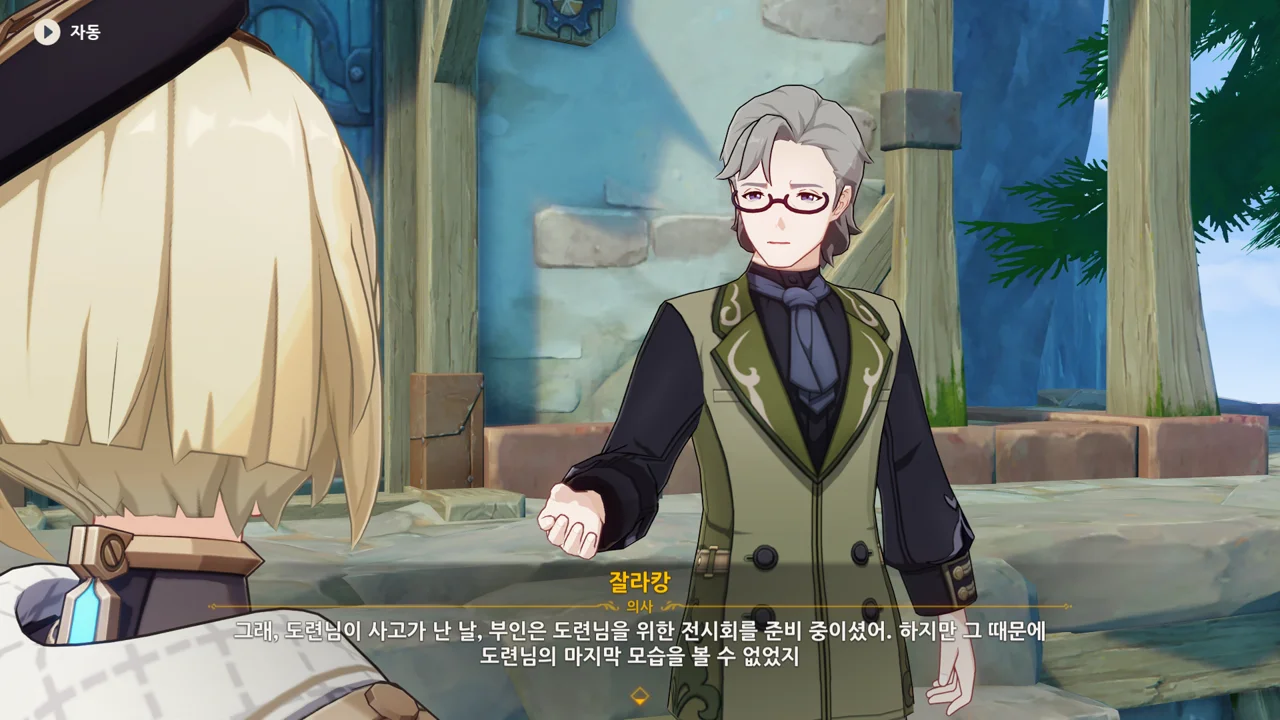 자동
잘라캉
의사
그래, 도련님이 사고가 난 날, 부인은 도련님을 위한 전시회를 준비 중이셨어. 하지만 그 때문에
도련님의 마지막 모습을 볼 수 없었지